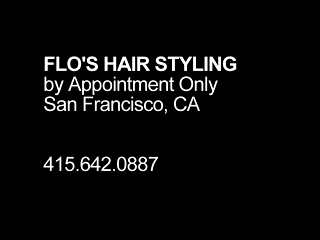 FLO'S HAIR STYLING
by Appointment Only
San Francisco, CA
415.642.0887